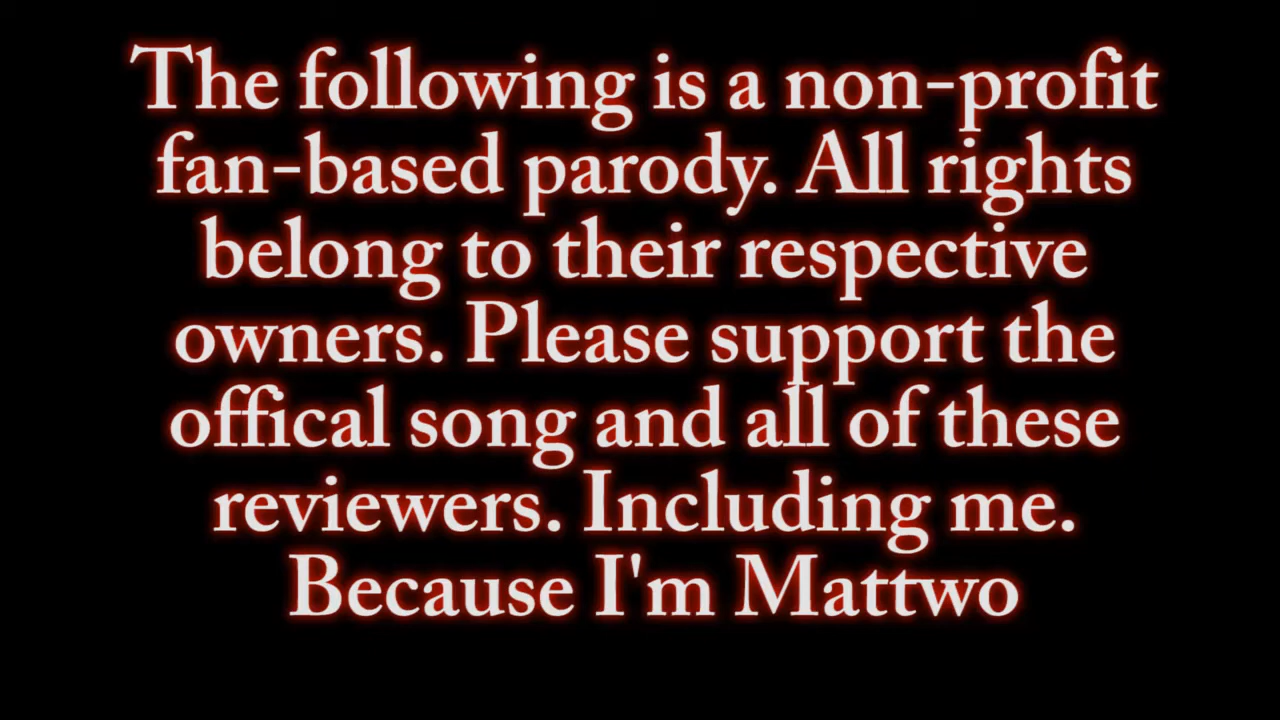 The following is a non-profit
fan-based parody. All rights
belong to their respective
owners. Please support the
offical song and all of these
reviewers. Including me.
Because I'm Mattwo